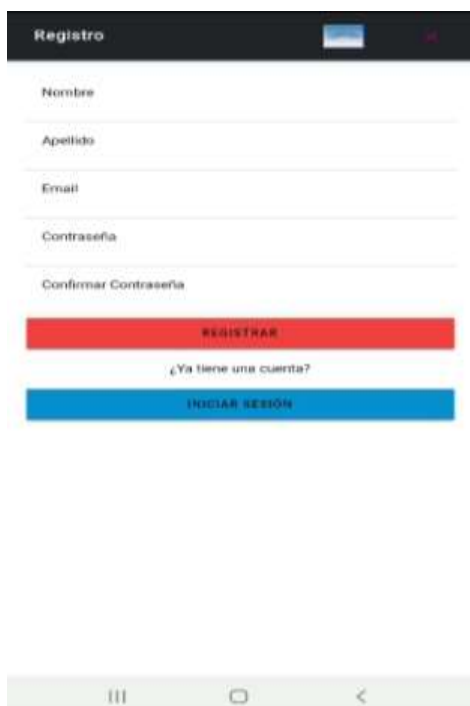 Registro
Nombre
Apellido
Email
Contraseña
Confirmar Contraseña
REGISTRAR
¿Ya tiene una cuenta?
INICIAR SESIÓN